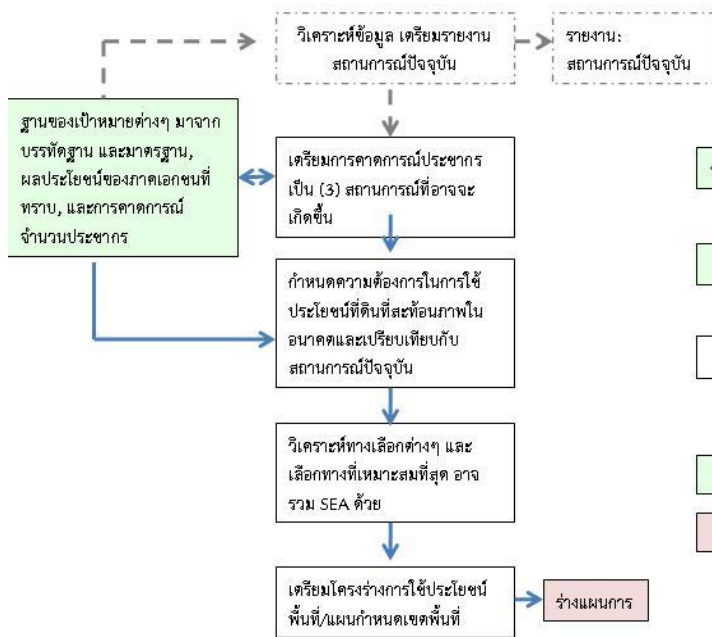 วิเคราะห์ข้อมูล เตรียมรายงาน
สถานการณ์ปัจจุบัน
รายงาน:
สถานการณ์ปัจจุบัน
ฐานของเป้าหมายต่างๆ มาจาก
บรรทัดฐาน และมาตรฐาน,
ผลประโยชน์ของภาคเอกชนที่
ทราบ, และการคาดการณ์
จำนวนประชากร
เตรียมการคาดการณ์ประชากร
เป็น (3) สถานการณ์ที่อาจจะ
เกิดขึ้น
กำหนดความต้องการในการใช้
ประโยชน์ที่ดินที่สะท้อนภาพใน
อนาคตและเปรียบเทียบกับ
สถานการณ์ปัจจุบัน
วิเคราะห์ทางเลือกต่างๆ และ
เลือกทางที่เหมาะสมที่สุด อาจ
รวม SEA ด้วย
เตรียมโครงร่างการใช้ประโยชน์
พื้นที่/แผนกำหนดเขตพื้นที่
ร่างแผนการ